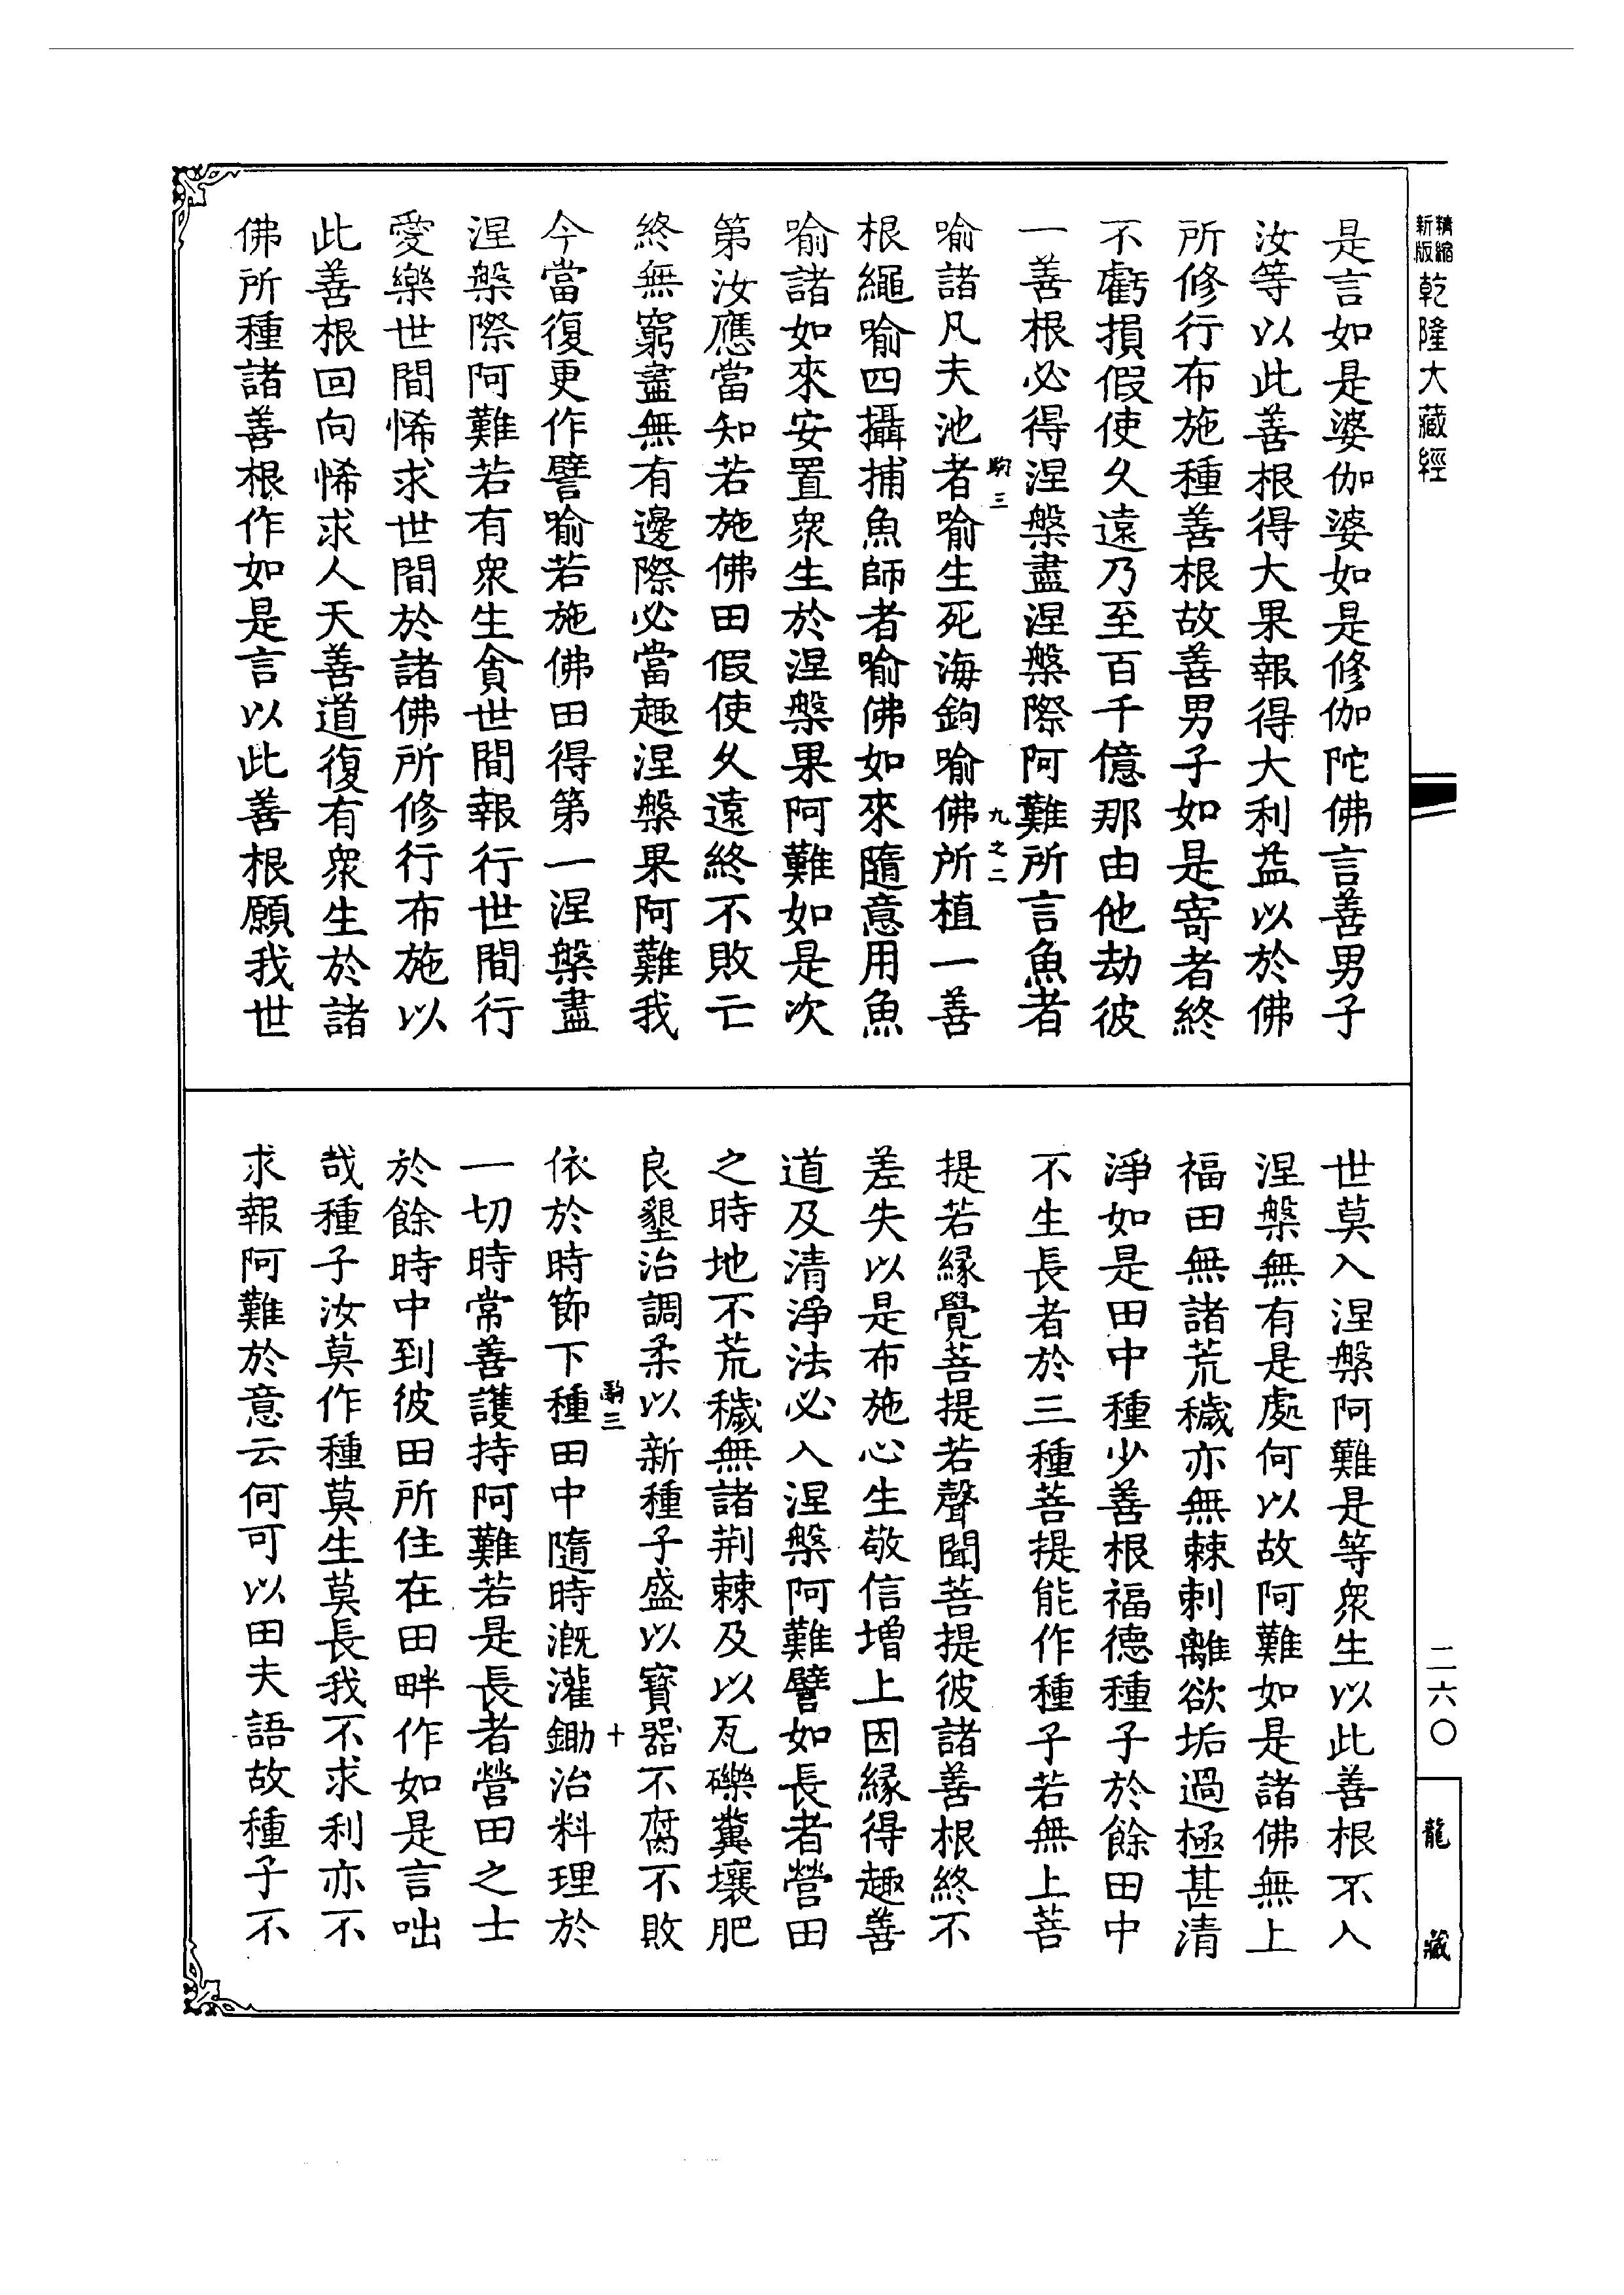 精縮
新版
乾隆大藏經
是言如是婆伽婆如是修伽陀佛言善男子
汝等以此善根得大果報得大利益以於佛
所修行布施種善根故善男子如是寄者終
不虧損假使久遠乃至百千億那由他劫彼
一善根必得涅槃盡涅槃際阿難所言魚者
駒三
九之二
喻諸凡夫池者喻生死海鉤喻佛所植一善
根繩喻四攝捕魚師者喻佛如來隨意用魚
喻諸如來安置衆生於涅槃果阿難如是次
第汝應當知若施佛田假使久遠終不敗亡
終無窮盡無有邊際必當趣涅槃果阿難我
今當復更作譬喻若施佛田得第一涅槃盡
涅槃際阿難若有衆生貪世間報行世間行
愛樂世間悕求世間於諸佛所修行布施以
此善根回向悕求人天善道復有衆生於諸
佛所種諸善根作如是言以此善根願我世
世莫入涅槃阿難是等衆生以此善根不入
涅槃無有是處何以故阿難如是諸佛無上
福田無諸荒穢亦無棘刺離欲垢過極甚清
淨如是田中種少善根福德種子於餘田中
不生長者於三種菩提能作種子若無上菩
提若緣覺菩提若聲聞菩提彼諸善根終不
差失以是布施心生敬信增上因緣得趣善
道及清淨法必入涅槃阿難譬如長者營田
之時地不荒穢無諸荆棘及以瓦礫糞壤肥
良墾治調柔以新種子盛以寶器不腐不敗
駒三
十
依於時節下種田中隨時溉灌鋤治料理於
一切時常善護持阿難若是長者營田之士
於餘時中到彼田所住在田畔作如是言咄
哉種子汝莫作種莫生莫長我不求利亦不
求報阿難於意云何可以田夫語故種子不
二六〇
龍藏